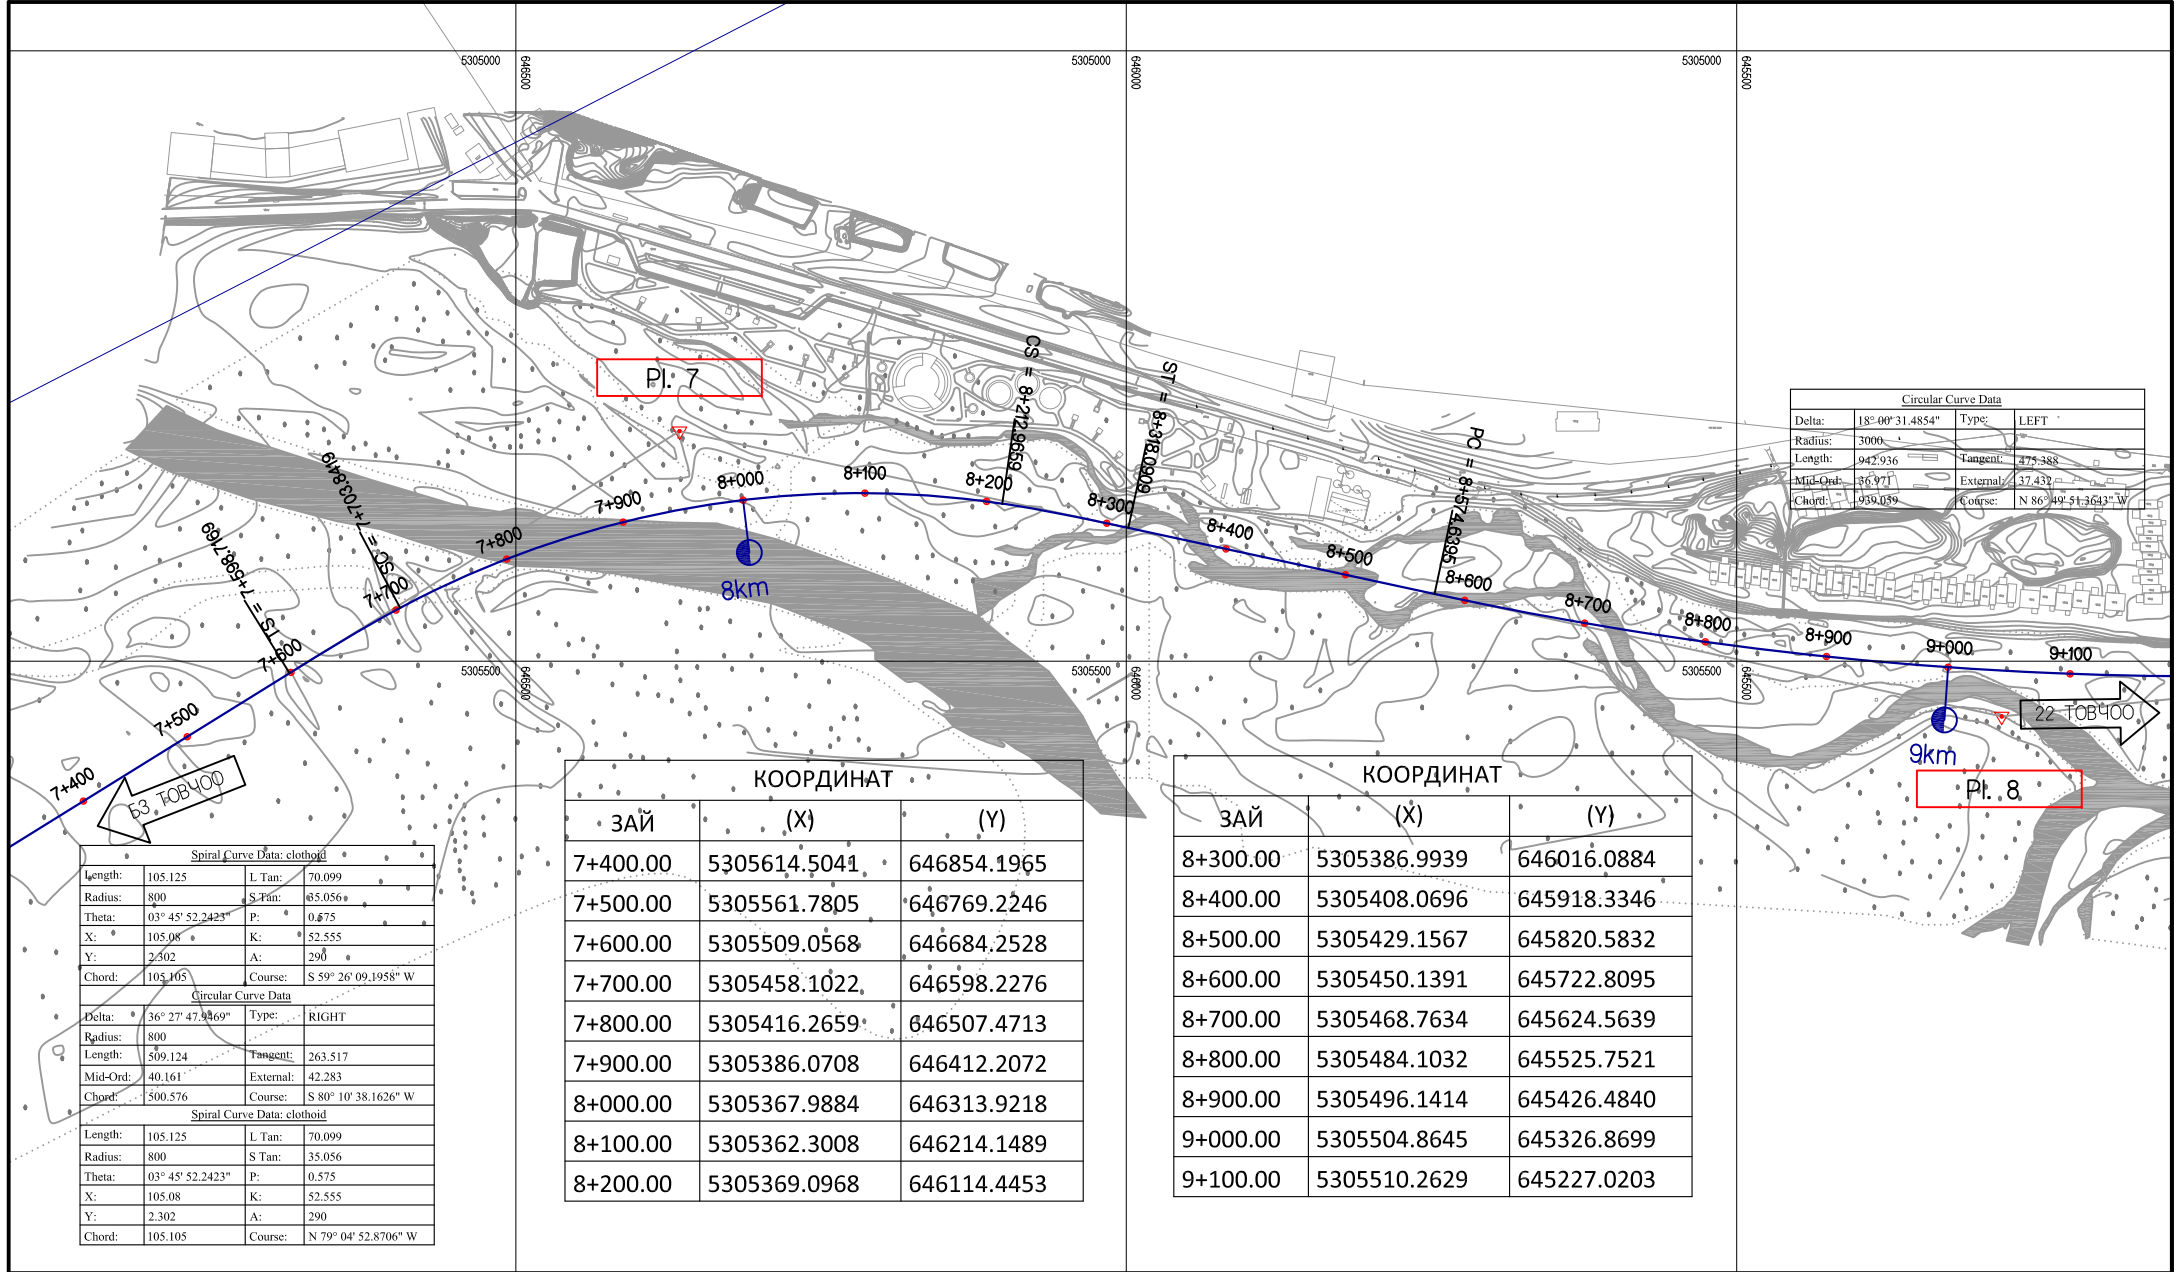 5305000
646500
5305000
646000
5305000
645500
PI. 7
CS = 8+212.9659
ST = 8+318.0909
PC = 8+574.6395
SC = 7+703.8419
TS = 7+598.7169
7+400
7+500
7+600
7+700
7+800
7+900
8+000
8+100
8+200
8+300
8+400
8+500
8+600
8+700
8+800
8+900
9+000
9+100
8km
9km
5305500
646500
5305500
646000
5305500
645500
БЗ ТОВЧОО
22 ТОВЧОО
PI. 8
Circular Curve Data
Delta: 18° 00' 31.4854" Type: LEFT
Radius: 3000
Length: 942.936 Tangent: 475.388
Mid-Ord: 36.971 External: 37.432
Chord: 939.059 Course: N 86° 49' 51.3643" W
Spiral Curve Data: clothoid
Length: 105.125 L Tan: 70.099
Radius: 800 S Tan: 35.056
Theta: 03° 45' 52.2423" P: 0.575
X: 105.08 K: 52.555
Y: 2.302 A: 290
Chord: 105.105 Course: S 59° 26' 09.1958" W
Circular Curve Data
Delta: 36° 27' 47.9469" Type: RIGHT
Radius: 800
Length: 509.124 Tangent: 263.517
Mid-Ord: 40.161 External: 42.283
Chord: 500.576 Course: S 80° 10' 38.1626" W
Spiral Curve Data: clothoid
Length: 105.125 L Tan: 70.099
Radius: 800 S Tan: 35.056
Theta: 03° 45' 52.2423" P: 0.575
X: 105.08 K: 52.555
Y: 2.302 A: 290
Chord: 105.105 Course: N 79° 04' 52.8706" W
КООРДИНАТ
ЗАЙ (X) (Y)
7+400.00 5305614.5041 646854.1965
7+500.00 5305561.7805 646769.2246
7+600.00 5305509.0568 646684.2528
7+700.00 5305458.1022 646598.2276
7+800.00 5305416.2659 646507.4713
7+900.00 5305386.0708 646412.2072
8+000.00 5305367.9884 646313.9218
8+100.00 5305362.3008 646214.1489
8+200.00 5305369.0968 646114.4453
КООРДИНАТ
ЗАЙ (X) (Y)
8+300.00 5305386.9939 646016.0884
8+400.00 5305408.0696 645918.3346
8+500.00 5305429.1567 645820.5832
8+600.00 5305450.1391 645722.8095
8+700.00 5305468.7634 645624.5639
8+800.00 5305484.1032 645525.7521
8+900.00 5305496.1414 645426.4840
9+000.00 5305504.8645 645326.8699
9+100.00 5305510.2629 645227.0203